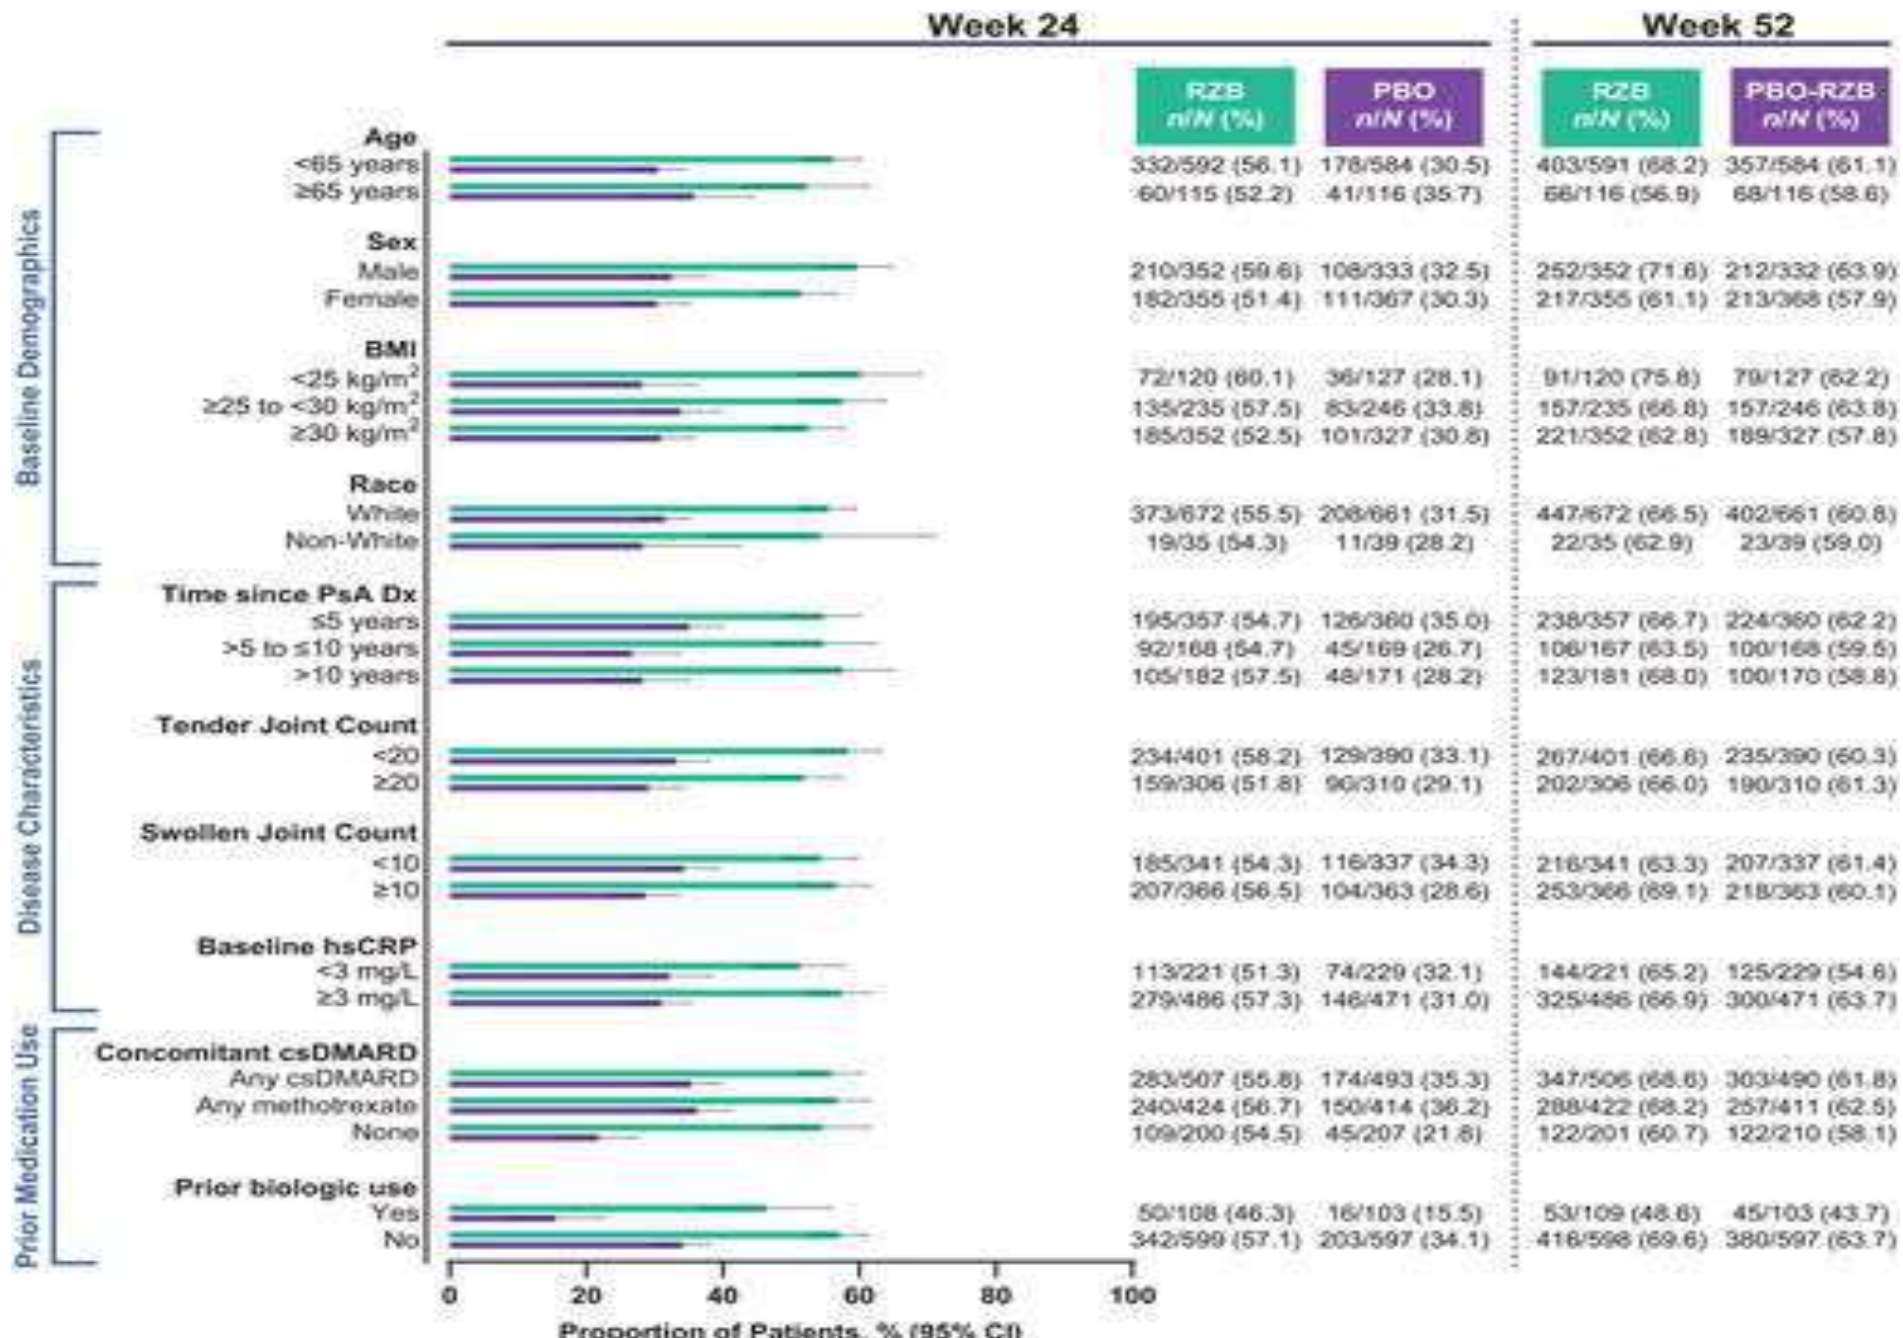 Week 24 Week 52
RZB PBO RZB PBO-RZB
n/N (%) n/N (%) n/N (%) n/N (%)
Baseline Demographics
Age
<65 years 332/592 (56.1) 178/584 (30.5) 403/591 (68.2) 357/584 (61.1)
≥65 years 60/115 (52.2) 41/116 (35.7) 66/116 (56.9) 68/116 (58.6)
Sex
Male 210/352 (59.6) 108/333 (32.5) 252/352 (71.6) 212/332 (63.9)
Female 182/355 (51.4) 111/367 (30.3) 217/355 (61.1) 213/368 (57.9)
BMI
<25 kg/m² 72/120 (60.1) 36/127 (28.1) 91/120 (75.8) 79/127 (62.2)
≥25 to <30 kg/m² 135/235 (57.5) 83/246 (33.8) 157/235 (66.8) 157/246 (63.8)
≥30 kg/m² 185/352 (52.5) 101/327 (30.8) 221/352 (62.8) 189/327 (57.8)
Race
White 373/672 (55.5) 208/661 (31.5) 447/672 (66.5) 402/661 (60.8)
Non-White 19/35 (54.3) 11/39 (28.2) 22/35 (62.9) 23/39 (59.0)
Disease Characteristics
Time since PsA Dx
≤5 years 195/357 (54.7) 126/360 (35.0) 238/357 (66.7) 224/360 (62.2)
>5 to ≤10 years 92/168 (54.7) 45/169 (26.7) 106/167 (63.5) 100/168 (59.5)
>10 years 105/182 (57.5) 48/171 (28.2) 123/181 (68.0) 100/170 (58.8)
Tender Joint Count
<20 234/401 (58.2) 129/390 (33.1) 267/401 (66.6) 235/390 (60.3)
≥20 159/306 (51.8) 90/310 (29.1) 202/306 (66.0) 190/310 (61.3)
Swollen Joint Count
<10 185/341 (54.3) 116/337 (34.3) 216/341 (63.3) 207/337 (61.4)
≥10 207/366 (56.5) 104/363 (28.6) 253/366 (69.1) 218/363 (60.1)
Baseline hsCRP
<3 mg/L 113/221 (51.3) 74/229 (32.1) 144/221 (65.2) 125/229 (54.6)
≥3 mg/L 279/486 (57.3) 146/471 (31.0) 325/486 (66.9) 300/471 (63.7)
Prior Medication Use
Concomitant csDMARD
Any csDMARD 283/507 (55.8) 174/493 (35.3) 347/506 (68.6) 303/490 (61.8)
Any methotrexate 240/424 (56.7) 150/414 (36.2) 288/422 (68.2) 257/411 (62.5)
None 109/200 (54.5) 45/207 (21.8) 122/201 (60.7) 122/210 (58.1)
Prior biologic use
Yes 50/108 (46.3) 16/103 (15.5) 53/109 (48.6) 45/103 (43.7)
No 342/599 (57.1) 203/597 (34.1) 416/598 (69.6) 380/597 (63.7)
0 20 40 60 80 100
Proportion of Patients, % (95% CI)